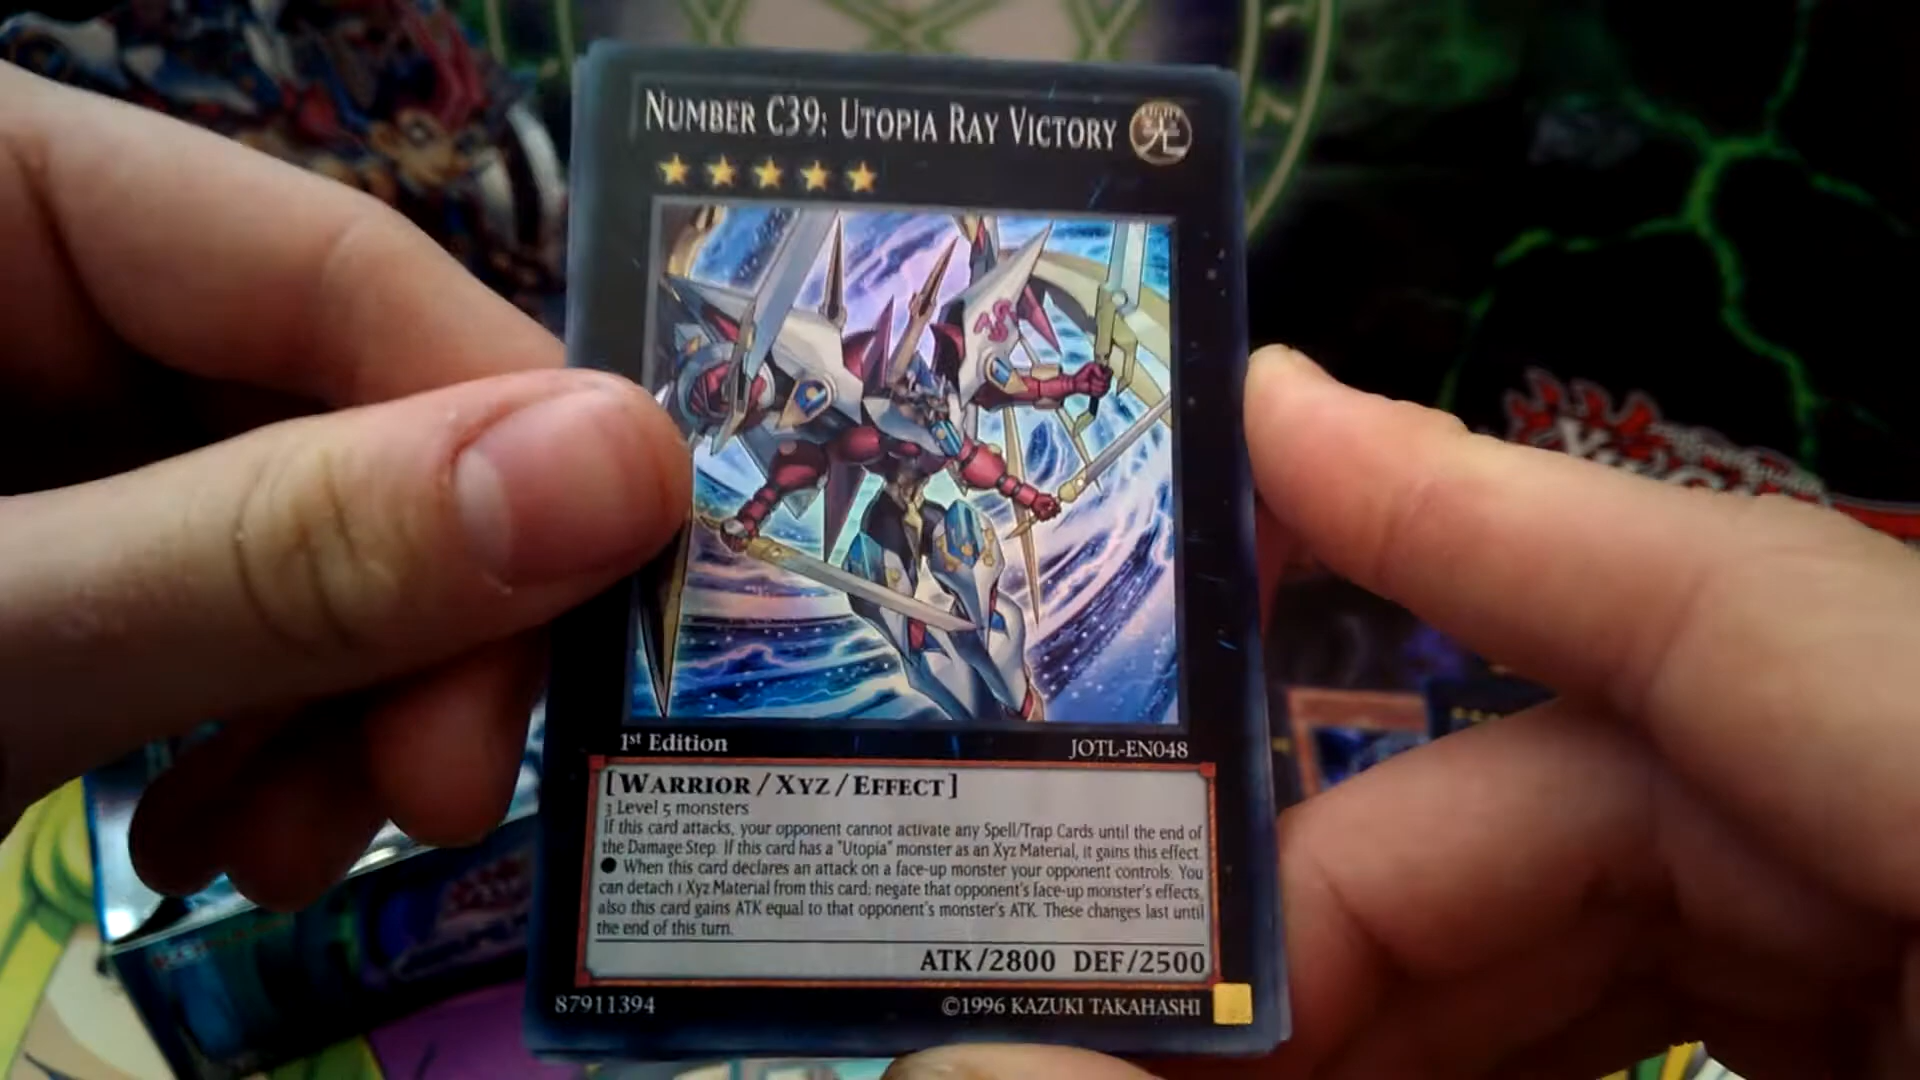 NUMBER C39: UTOPIA RAY VICTORY
光
39
1st Edition
JOTL-EN048
[WARRIOR/XYZ/EFFECT]
3 Level 5 monsters
If this card attacks, your opponent cannot activate any Spell/Trap Cards until the end of
the Damage Step. If this card has a "Utopia" monster as an Xyz Material, it gains this effect.
● When this card declares an attack on a face-up monster your opponent controls: You
can detach 1 Xyz Material from this card; negate that opponent's face-up monster's effects,
also this card gains ATK equal to that opponent's monster's ATK. These changes last until
the end of this turn.
ATK/2800 DEF/2500
87911394
©1996 KAZUKI TAKAHASHI